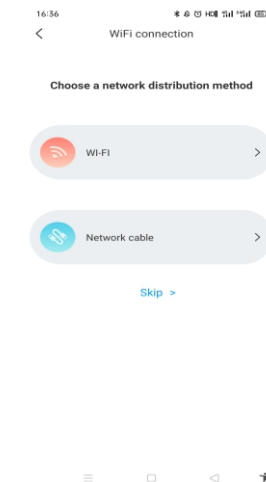 16:36
WiFi connection
Choose a network distribution method
WI-FI
Network cable
Skip >